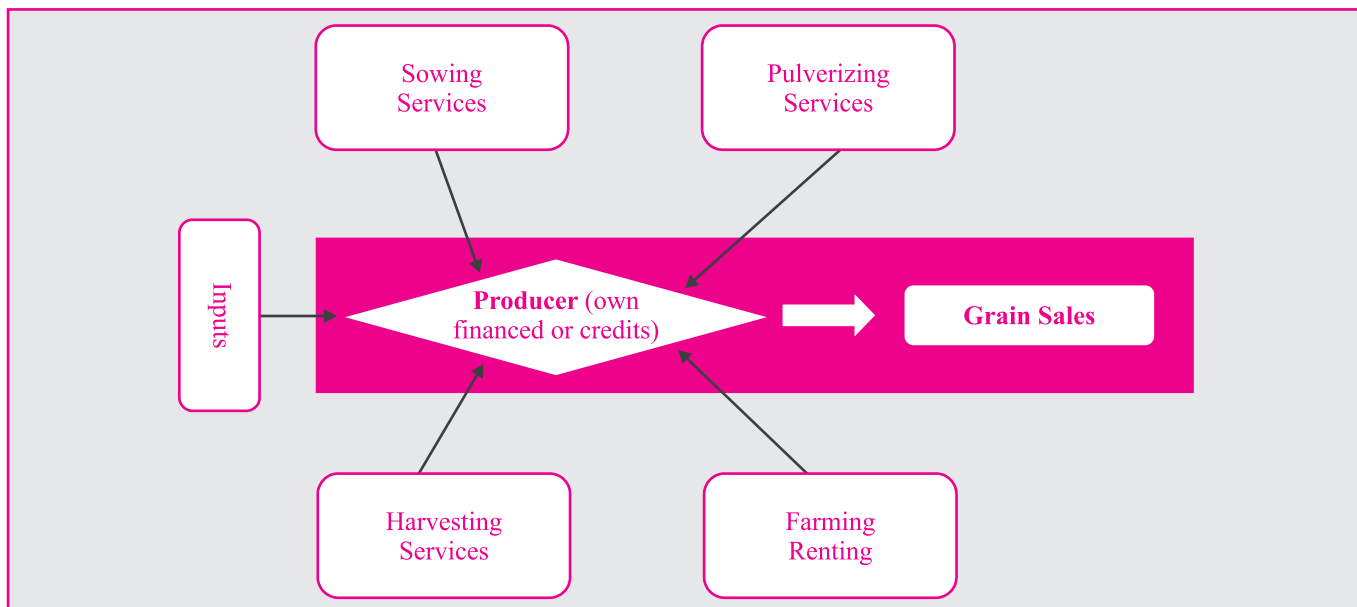 Sowing
Services
Pulverizing
Services
Inputs
Producer (own
financed or credits)
Grain Sales
Harvesting
Services
Farming
Renting